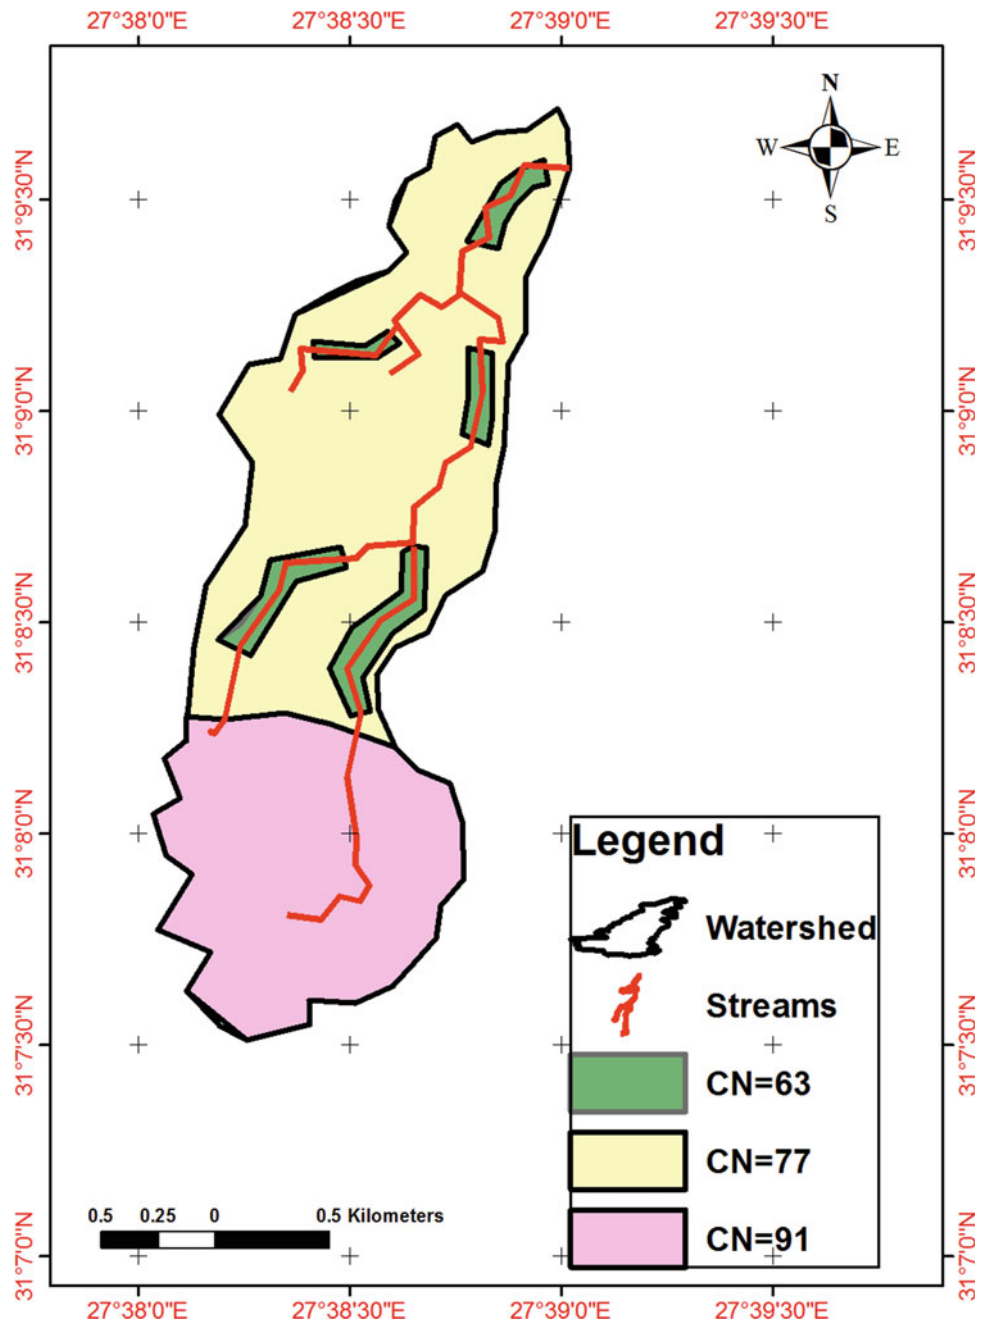 27°38'0"E 27°38'30"E 27°39'0"E 27°39'30"E
N
W E
S
31°9'30"N 31°9'30"N
31°9'0"N 31°9'0"N
31°8'30"N 31°8'30"N
31°8'0"N 31°8'0"N
31°7'30"N 31°7'30"N
31°7'0"N 31°7'0"N
Legend
Watershed
Streams
CN=63
CN=77
CN=91
0.5 0.25 0 0.5 Kilometers
27°38'0"E 27°38'30"E 27°39'0"E 27°39'30"E